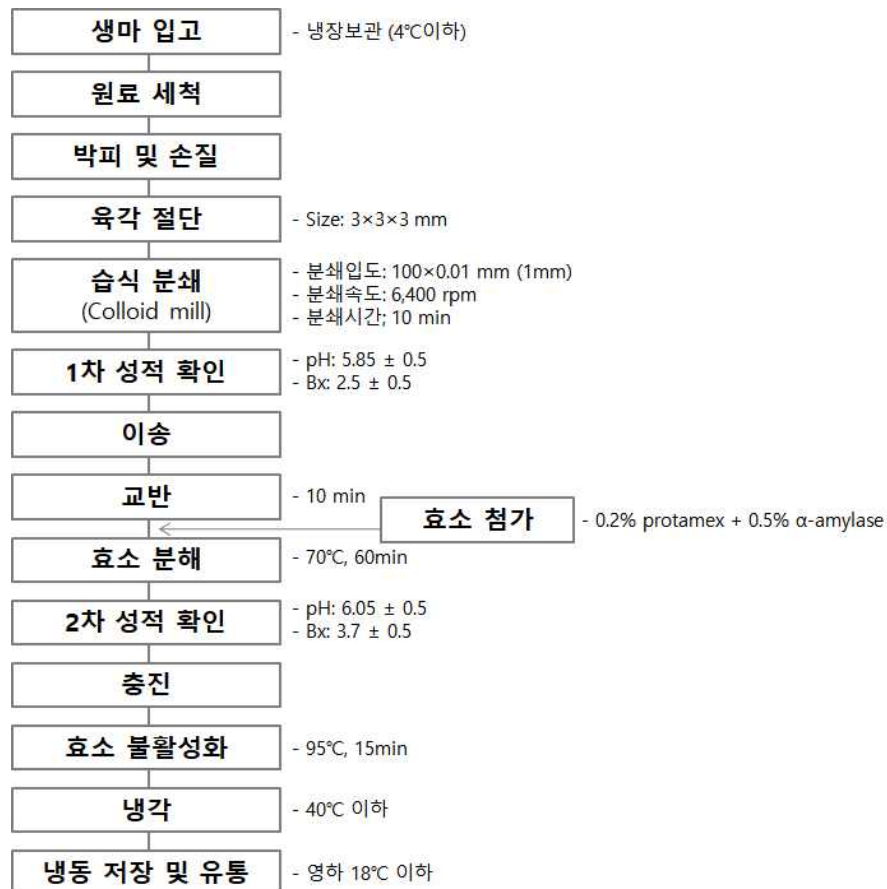 생마 입고
- 냉장보관 (4℃이하)
원료 세척
박피 및 손질
육각 절단
- Size: 3×3×3 mm
습식 분쇄
(Colloid mill)
- 분쇄입도: 100×0.01 mm (1mm)
- 분쇄속도: 6,400 rpm
- 분쇄시간; 10 min
1차 성적 확인
- pH: 5.85 ± 0.5
- Bx: 2.5 ± 0.5
이송
교반
- 10 min
효소 첨가
- 0.2% protamex + 0.5% α-amylase
효소 분해
- 70℃, 60min
2차 성적 확인
- pH: 6.05 ± 0.5
- Bx: 3.7 ± 0.5
충진
효소 불활성화
- 95℃, 15min
냉각
- 40℃ 이하
냉동 저장 및 유통
- 영하 18℃ 이하